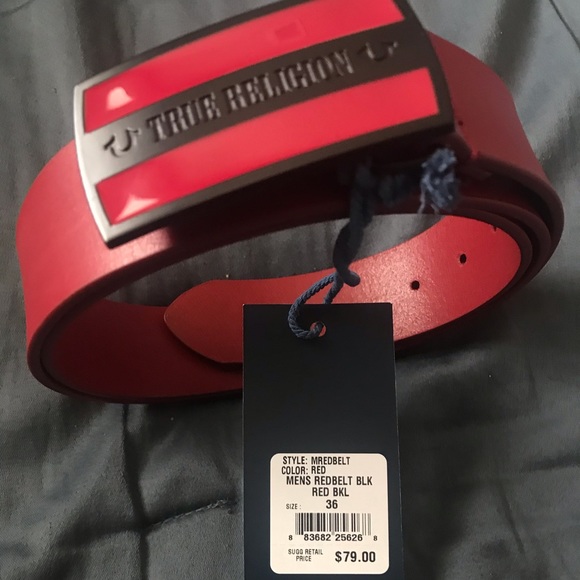 TRUE RELIGION
STYLE: MREDBELT
COLOR: RED
MENS REDBELT BLK
RED BKL
SIZE: 36
8 83682 25626 8
SUGG RETAIL
PRICE $79.00